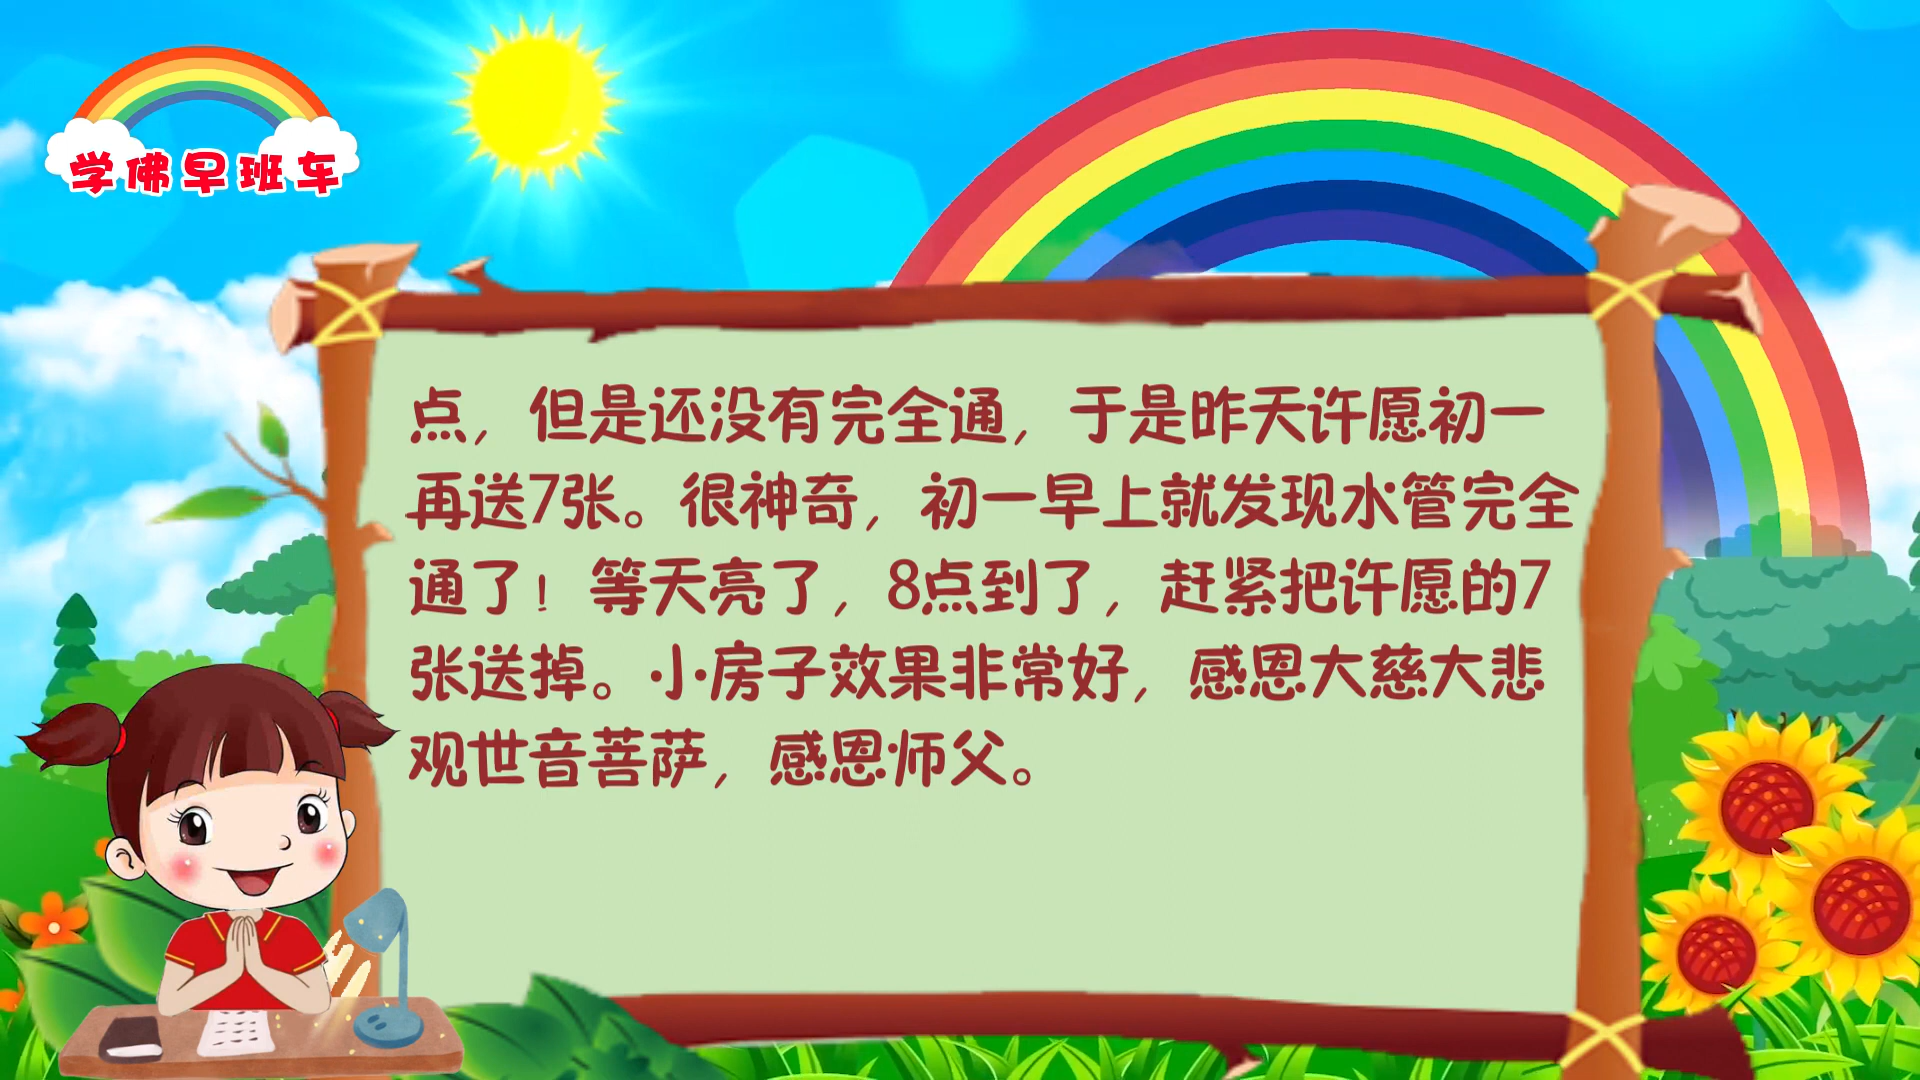 学佛早班车
点，但是还没有完全通，于是昨天许愿初一
再送7张。很神奇，初一早上就发现水管完全
通了！等天亮了，8点到了，赶紧把许愿的7
张送掉。小房子效果非常好，感恩大慈大悲
观世音菩萨，感恩师父。